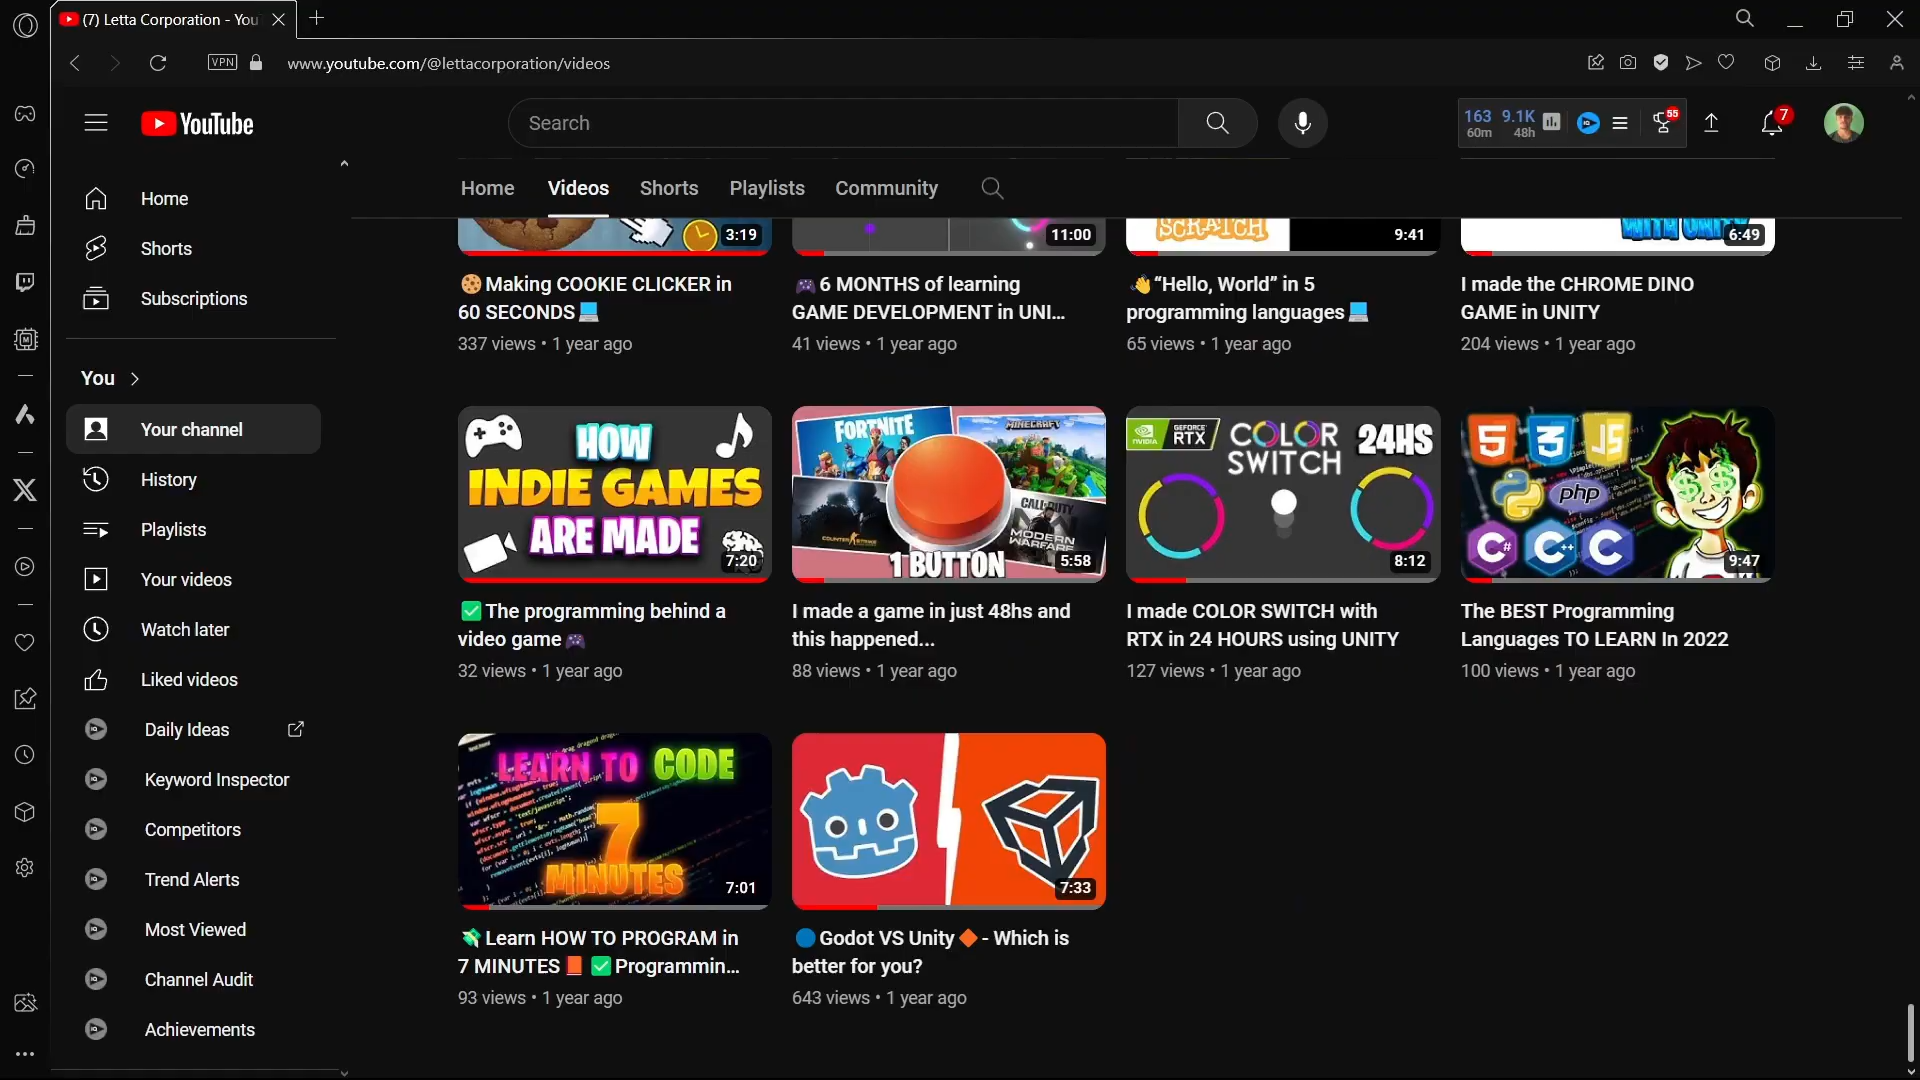 (7) Letta Corporation - You
VPN
www.youtube.com/@lettacorporation/videos
YouTube
Search
163 9.1K
60m 48h
55
7
Home
Shorts
Subscriptions
You
Your channel
History
Playlists
Your videos
Watch later
Liked videos
Daily Ideas
Keyword Inspector
Competitors
Trend Alerts
Most Viewed
Channel Audit
Achievements
Home Videos Shorts Playlists Community
3:19
11:00
SCRATCH
9:41
WITH UNITY
6:49
🍪Making COOKIE CLICKER in
60 SECONDS💻
337 views • 1 year ago
🎮6 MONTHS of learning
GAME DEVELOPMENT in UNI...
41 views • 1 year ago
👋“Hello, World” in 5
programming languages💻
65 views • 1 year ago
I made the CHROME DINO
GAME in UNITY
204 views • 1 year ago
HOW
INDIE GAMES
ARE MADE
7:20
FORTNITE
MINECRAFT
COUNTER STRIKE
CALL OF DUTY
MODERN
WARFARE
1 BUTTON
5:58
NVIDIA
GEFORCE
RTX
COLOR
SWITCH
24HS
8:12
5 3 JS
php
C# C++ C
9:47
✅The programming behind a
video game🎮
32 views • 1 year ago
I made a game in just 48hs and
this happened...
88 views • 1 year ago
I made COLOR SWITCH with
RTX in 24 HOURS using UNITY
127 views • 1 year ago
The BEST Programming
Languages TO LEARN In 2022
100 views • 1 year ago
LEARN TO CODE
7
MINUTES
7:01
7:33
💸Learn HOW TO PROGRAM in
7 MINUTES📕✅Programmin...
93 views • 1 year ago
🔵Godot VS Unity🔶- Which is
better for you?
643 views • 1 year ago